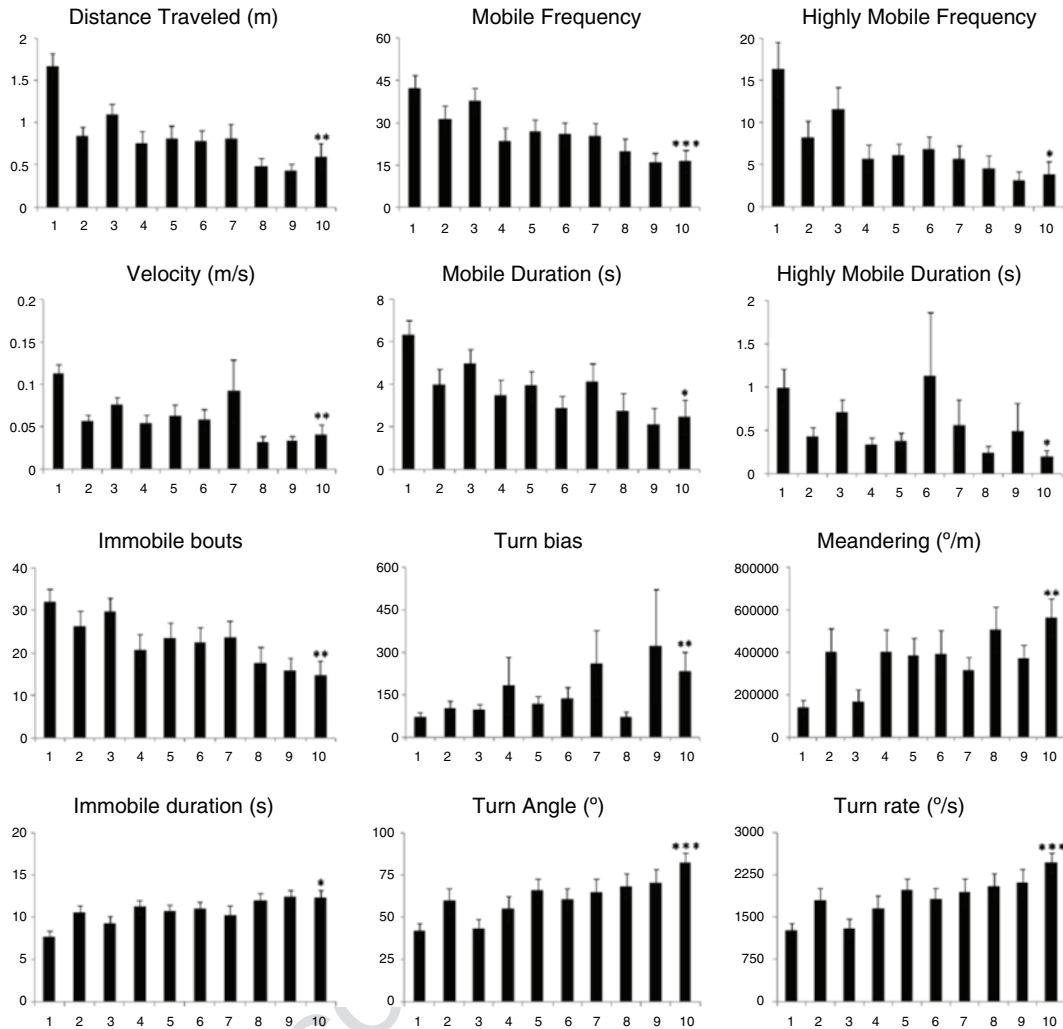 Distance Traveled (m) Mobile Frequency Highly Mobile Frequency
2 60 20
1.5 45 15
1 30 10
0.5 ** 15 *** 5 *
0 0 0
1 2 3 4 5 6 7 8 9 10 1 2 3 4 5 6 7 8 9 10 1 2 3 4 5 6 7 8 9 10
Velocity (m/s) Mobile Duration (s) Highly Mobile Duration (s)
0.2 8 2
0.15 6 1.5
0.1 4 1
0.05 ** 2 * 0.5 *
0 0 0
1 2 3 4 5 6 7 8 9 10 1 2 3 4 5 6 7 8 9 10 1 2 3 4 5 6 7 8 9 10
Immobile bouts Turn bias Meandering (º/m)
40 600 800000
30 450 600000 **
20 ** 300 ** 400000
10 150 200000
0 0 0
1 2 3 4 5 6 7 8 9 10 1 2 3 4 5 6 7 8 9 10 1 2 3 4 5 6 7 8 9 10
Immobile duration (s) Turn Angle (º) Turn rate (º/s)
20 100 *** 3000 ***
15 * 75 2250
10 50 1500
5 25 750
0 0 0
1 2 3 4 5 6 7 8 9 10 1 2 3 4 5 6 7 8 9 10 1 2 3 4 5 6 7 8 9 10